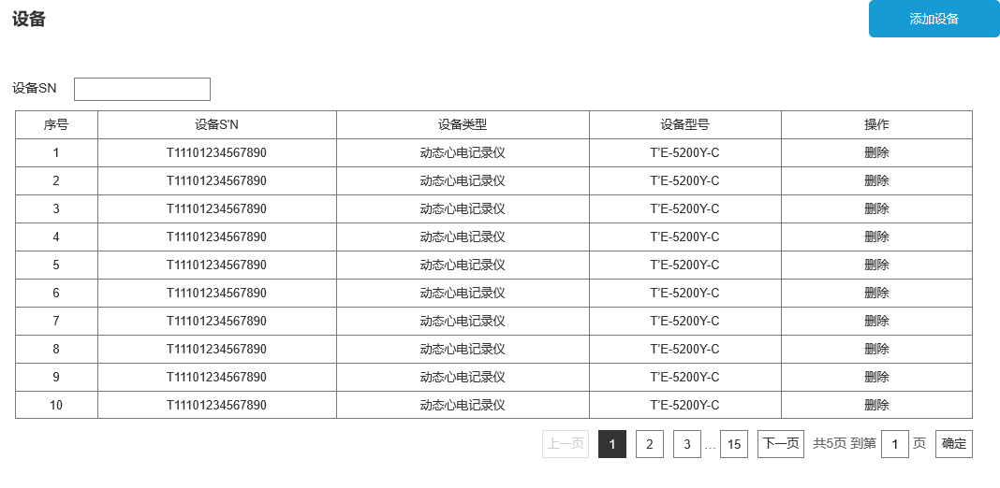 设备
添加设备
设备SN
序号 设备S'N 设备类型 设备型号 操作
1 T11101234567890 动态心电记录仪 T'E-5200Y-C 删除
2 T11101234567890 动态心电记录仪 T'E-5200Y-C 删除
3 T11101234567890 动态心电记录仪 T'E-5200Y-C 删除
4 T11101234567890 动态心电记录仪 T'E-5200Y-C 删除
5 T11101234567890 动态心电记录仪 T'E-5200Y-C 删除
6 T11101234567890 动态心电记录仪 T'E-5200Y-C 删除
7 T11101234567890 动态心电记录仪 T'E-5200Y-C 删除
8 T11101234567890 动态心电记录仪 T'E-5200Y-C 删除
9 T11101234567890 动态心电记录仪 T'E-5200Y-C 删除
10 T11101234567890 动态心电记录仪 T'E-5200Y-C 删除
上一页 1 2 3 ... 15 下一页 共5页 到第 1 页 确定